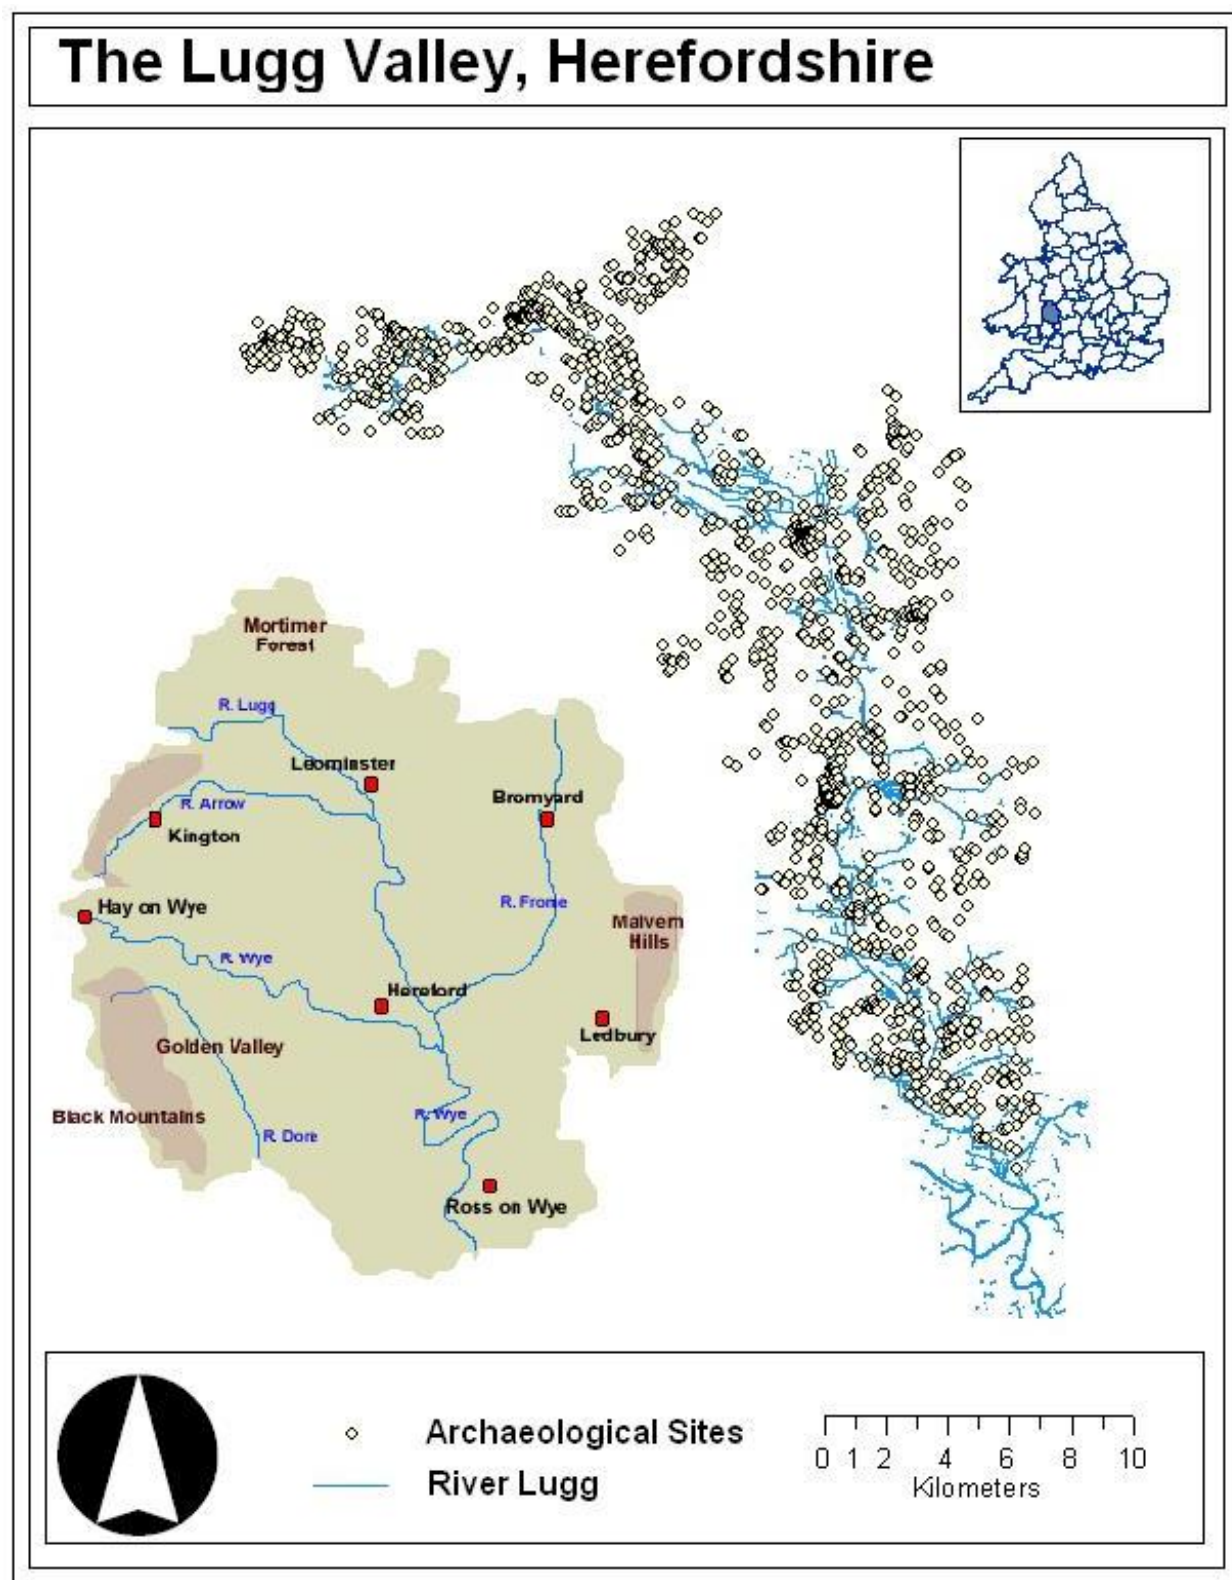 The Lugg Valley, Herefordshire
Mortimer
Forest
R. Lugg
Leominster
R. Arrow
Bromyard
Kington
Hay on Wye
R. Frome
Malvern
Hills
R. Wye
Hereford
Ledbury
Golden Valley
Black Mountains
R. Wye
R. Dore
Ross on Wye
Archaeological Sites
River Lugg
0 1 2 4 6 8 10
Kilometers